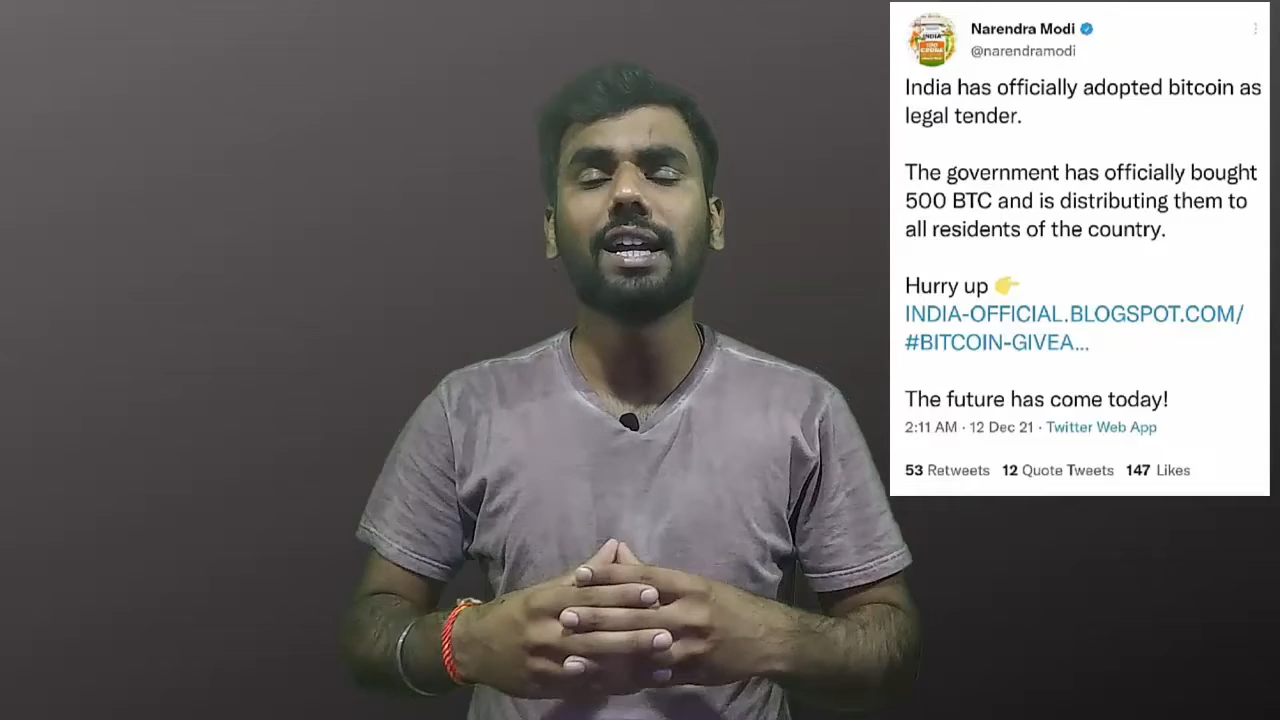 Narendra Modi
@narendramodi
India has officially adopted bitcoin as
legal tender.
The government has officially bought
500 BTC and is distributing them to
all residents of the country.
Hurry up 👉
INDIA-OFFICIAL.BLOGSPOT.COM/
#BITCOIN-GIVEA...
The future has come today!
2:11 AM · 12 Dec 21 · Twitter Web App
53 Retweets 12 Quote Tweets 147 Likes